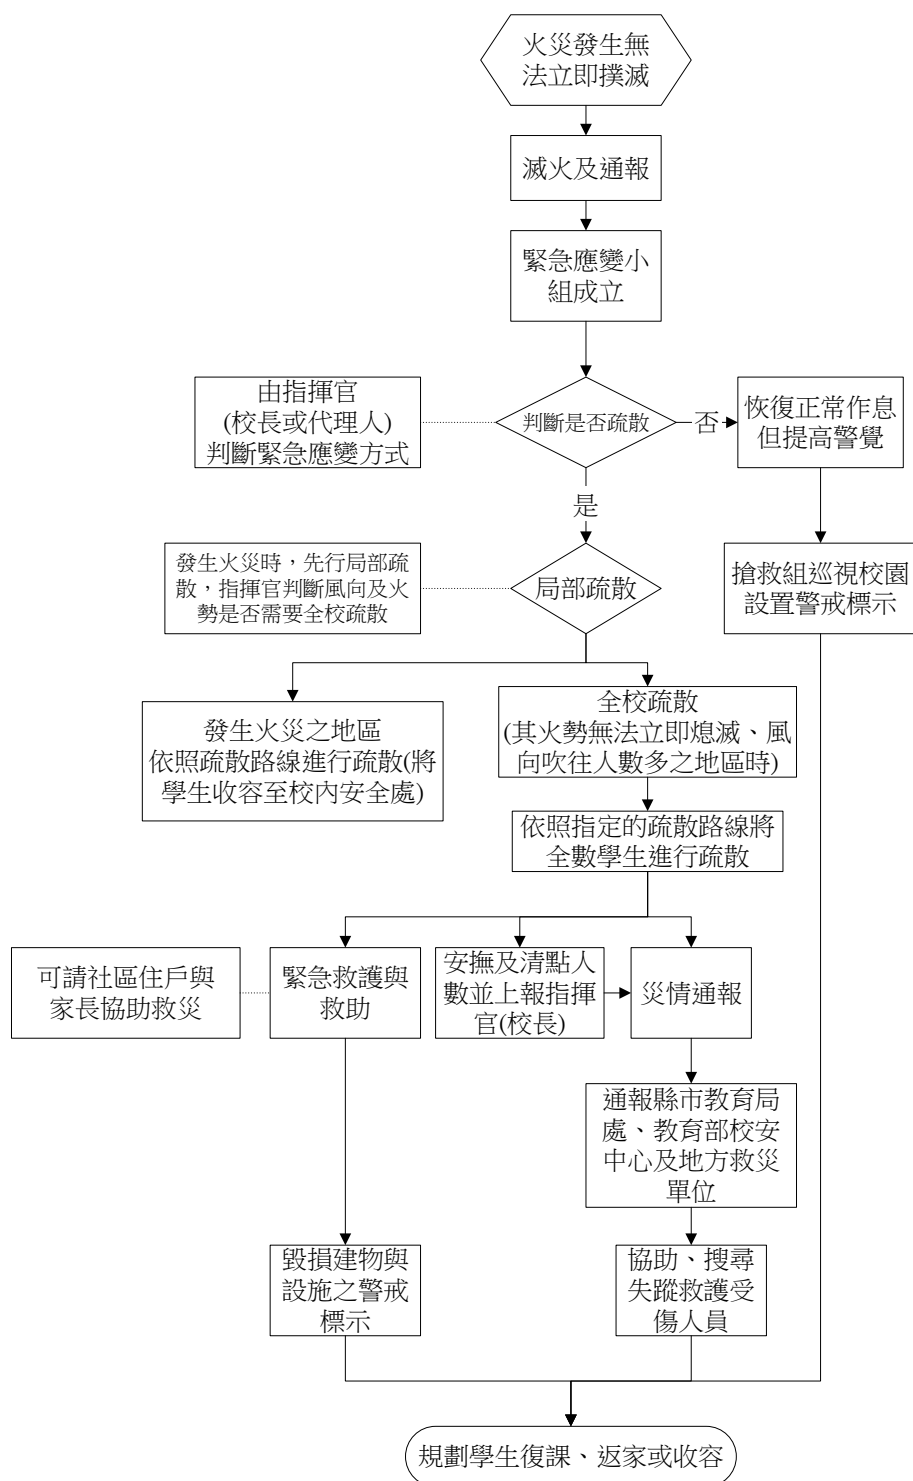 火災發生無
法立即撲滅
滅火及通報
緊急應變小
組成立
由指揮官
(校長或代理人)
判斷緊急應變方式
判斷是否疏散
否
恢復正常作息
但提高警覺
是
發生火災時，先行局部疏
散，指揮官判斷風向及火
勢是否需要全校疏散
局部疏散
搶救組巡視校園
設置警戒標示
發生火災之地區
依照疏散路線進行疏散(將
學生收容至校內安全處)
全校疏散
(其火勢無法立即熄滅、風
向吹往人數多之地區時)
依照指定的疏散路線將
全數學生進行疏散
可請社區住戶與
家長協助救災
緊急救護與
救助
安撫及清點人
數並上報指揮
官(校長)
災情通報
通報縣市教育局
處、教育部校安
中心及地方救災
單位
毀損建物與
設施之警戒
標示
協助、搜尋
失蹤救護受
傷人員
規劃學生復課、返家或收容